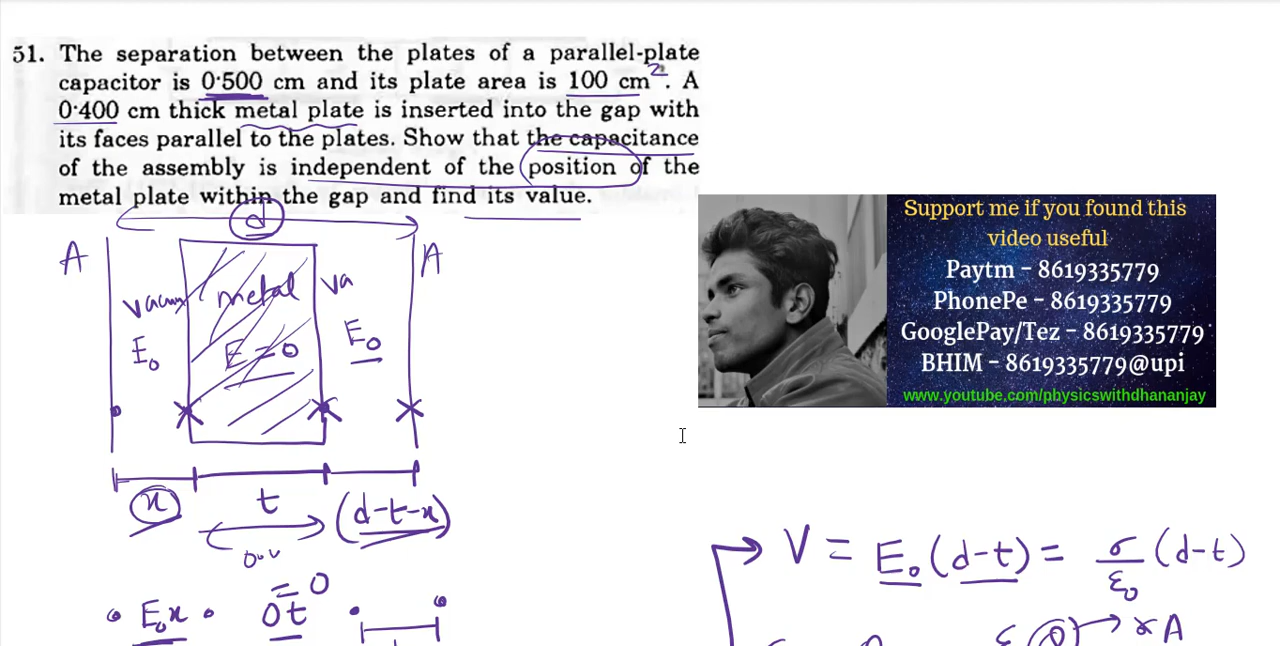 51. The separation between the plates of a parallel-plate
capacitor is 0·500 cm and its plate area is 100 cm². A
0·400 cm thick metal plate is inserted into the gap with
its faces parallel to the plates. Show that the capacitance
of the assembly is independent of the position of the
metal plate within the gap and find its value.
d
A
A
metal
va
E₀
E = 0
E₀
x
t
(d-t-x)
= 0
E₀x
0t
Support me if you found this
video useful
Paytm - 8619335779
PhonePe - 8619335779
GooglePay/Tez - 8619335779
BHIM - 8619335779@upi
www.youtube.com/physicswithdhananjay
V = E₀(d-t) = σ/ε₀ (d-t)
A